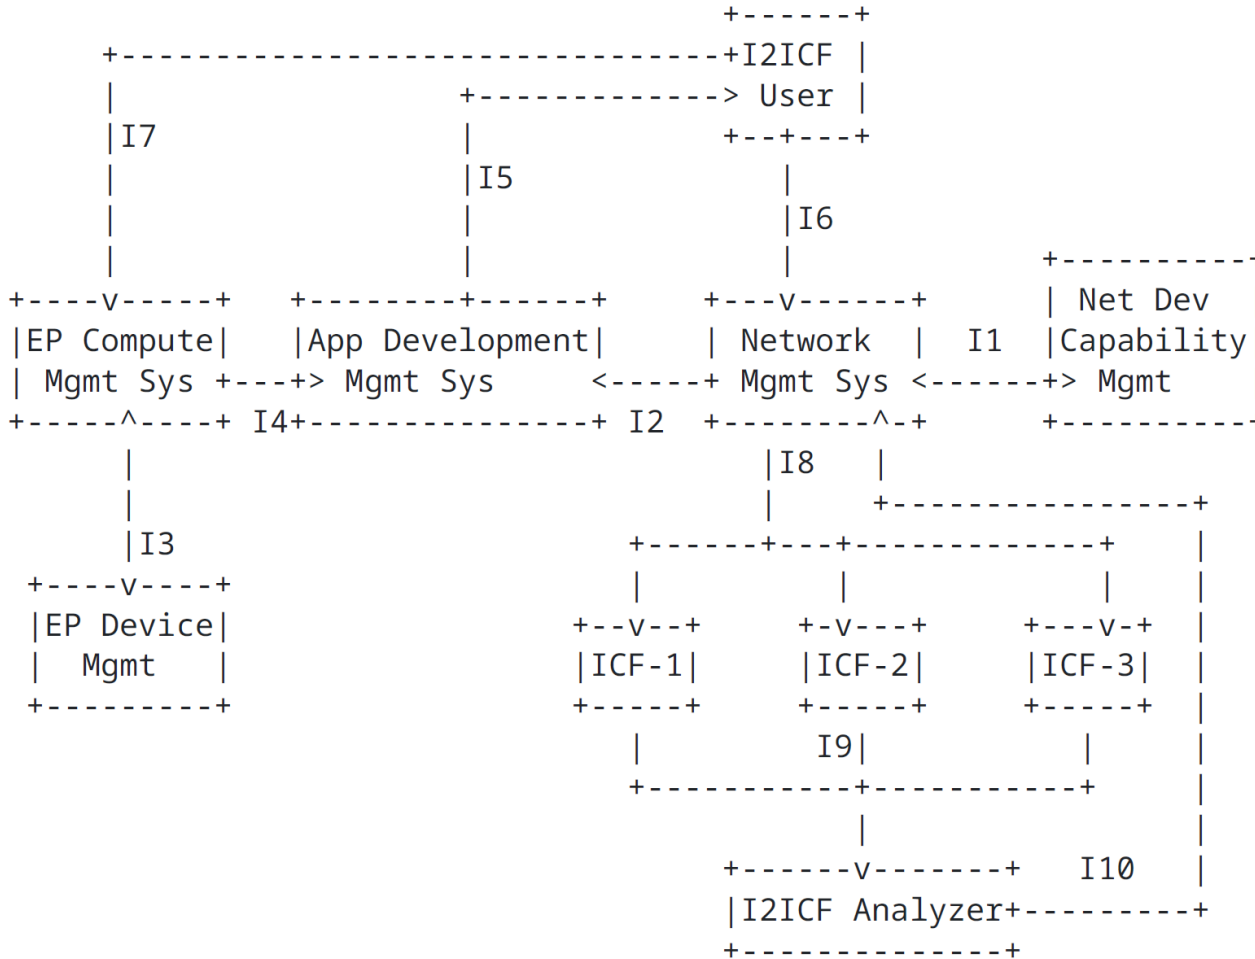 +------+
     +---------------------------------+I2ICF |
     |                  +-------------> User |
     |I7                |                +--+---+
     |                  |I5                 |
     |                  |                   |I6
     |                  |                   |             +----------+
+----v-----+   +--------+------+     +---v------+      | Net Dev
|EP Compute|   |App Development|     | Network  |  I1  |Capability
| Mgmt Sys +---+> Mgmt Sys     <-----+ Mgmt Sys <------+> Mgmt
+-----^----+ I4+---------------+ I2  +--------^-+      +----------+
      |                                 |I8   |
      |                                 |     +----------------+
      |I3                        +------+---+-------------+    |
 +----v----+                     |          |             |    |
 |EP Device|                  +--v--+     +-v---+     +---v-+  |
 |  Mgmt   |                  |ICF-1|     |ICF-2|     |ICF-3|  |
 +---------+                  +-----+     +-----+     +-----+  |
                                 |         I9|           |     |
                                 +-----------+-----------+     |
                                             |                 |
                                      +------v-------+   I10   |
                                      |I2ICF Analyzer+---------+
                                      +--------------+